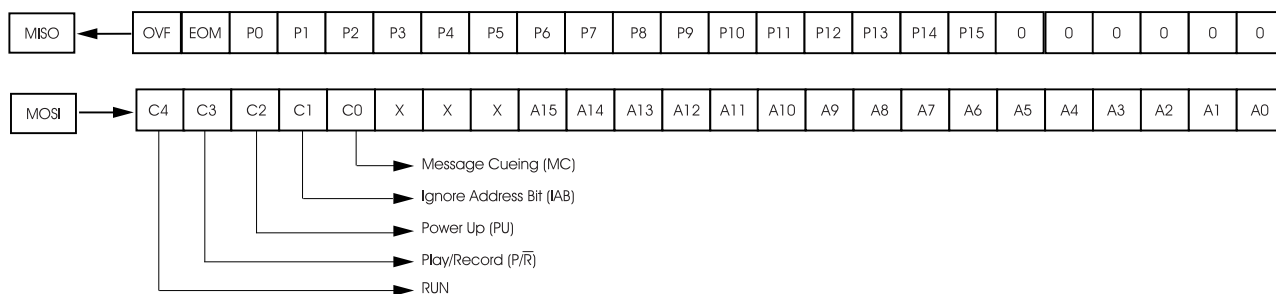 MISO OVF EOM P0 P1 P2 P3 P4 P5 P6 P7 P8 P9 P10 P11 P12 P13 P14 P15 0 0 0 0 0 0
MOSI C4 C3 C2 C1 C0 X X X A15 A14 A13 A12 A11 A10 A9 A8 A7 A6 A5 A4 A3 A2 A1 A0
Message Cueing (MC)
Ignore Address Bit (IAB)
Power Up (PU)
Play/Record (P/R̅)
RUN